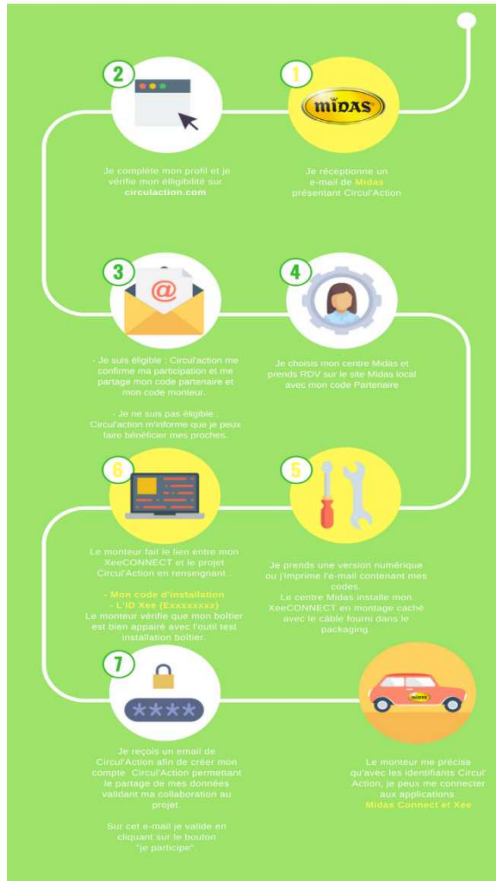 1
MiDAS
Je réceptionne un
e-mail de Midas
présentant Circul'Action
2
Je complète mon profil et je
vérifie mon élligibilité sur
circulaction.com
3
@
- Je suis éligible : Circul'action me
confirme ma participation et me
partage mon code partenaire et
mon code monteur.
- Je ne suis pas éligible :
Circul'action m'informe que je peux
faire bénéficier mes proches.
4
Je choisis mon centre Midas et
prends RDV sur le site Midas local
avec mon code Partenaire
5
Je prends une version numérique
ou j'imprime l'e-mail contenant mes
codes.
Le centre Midas installe mon
XeeCONNECT en montage caché
avec le câble fourni dans le
packaging.
6
Le monteur fait le lien entre mon
XeeCONNECT et le projet
Circul'Action en renseignant :
- Mon code d'installation
- L'ID Xee (Exxxxxxxx)
Le monteur vérifie que mon boîtier
est bien appairé avec l'outil test
installation boîtier.
7
****
Je reçois un email de
Circul'Action afin de créer mon
compte Circul'Action permettant
le partage de mes données
validant ma collaboration au
projet.
Sur cet e-mail je valide en
cliquant sur le bouton
"je participe"
MiDAS
Le monteur me précise
qu'avec les identifiants Circul'
Action, je peux me connecter
aux applications
Midas Connect et Xee